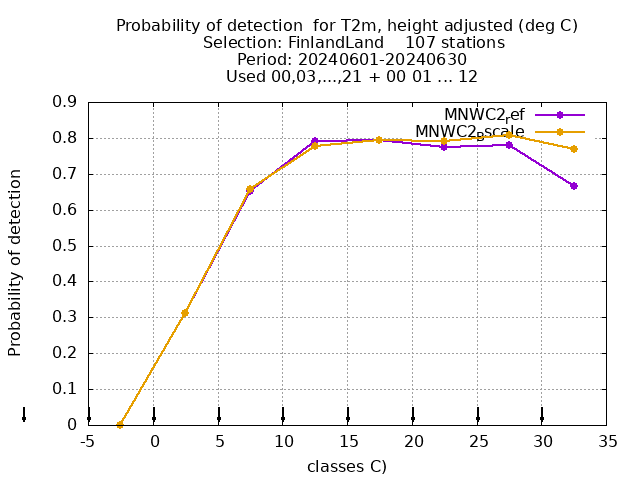 Probability of detection  for T2m, height adjusted (deg C)
Selection: FinlandLand    107 stations
Period: 20240601-20240630
Used 00,03,...,21 + 00 01 ... 12
MNWC2ref
MNWC2Bscale
Probability of detection
0.9
0.8
0.7
0.6
0.5
0.4
0.3
0.2
0.1
0
-5 0 5 10 15 20 25 30 35
classes C)